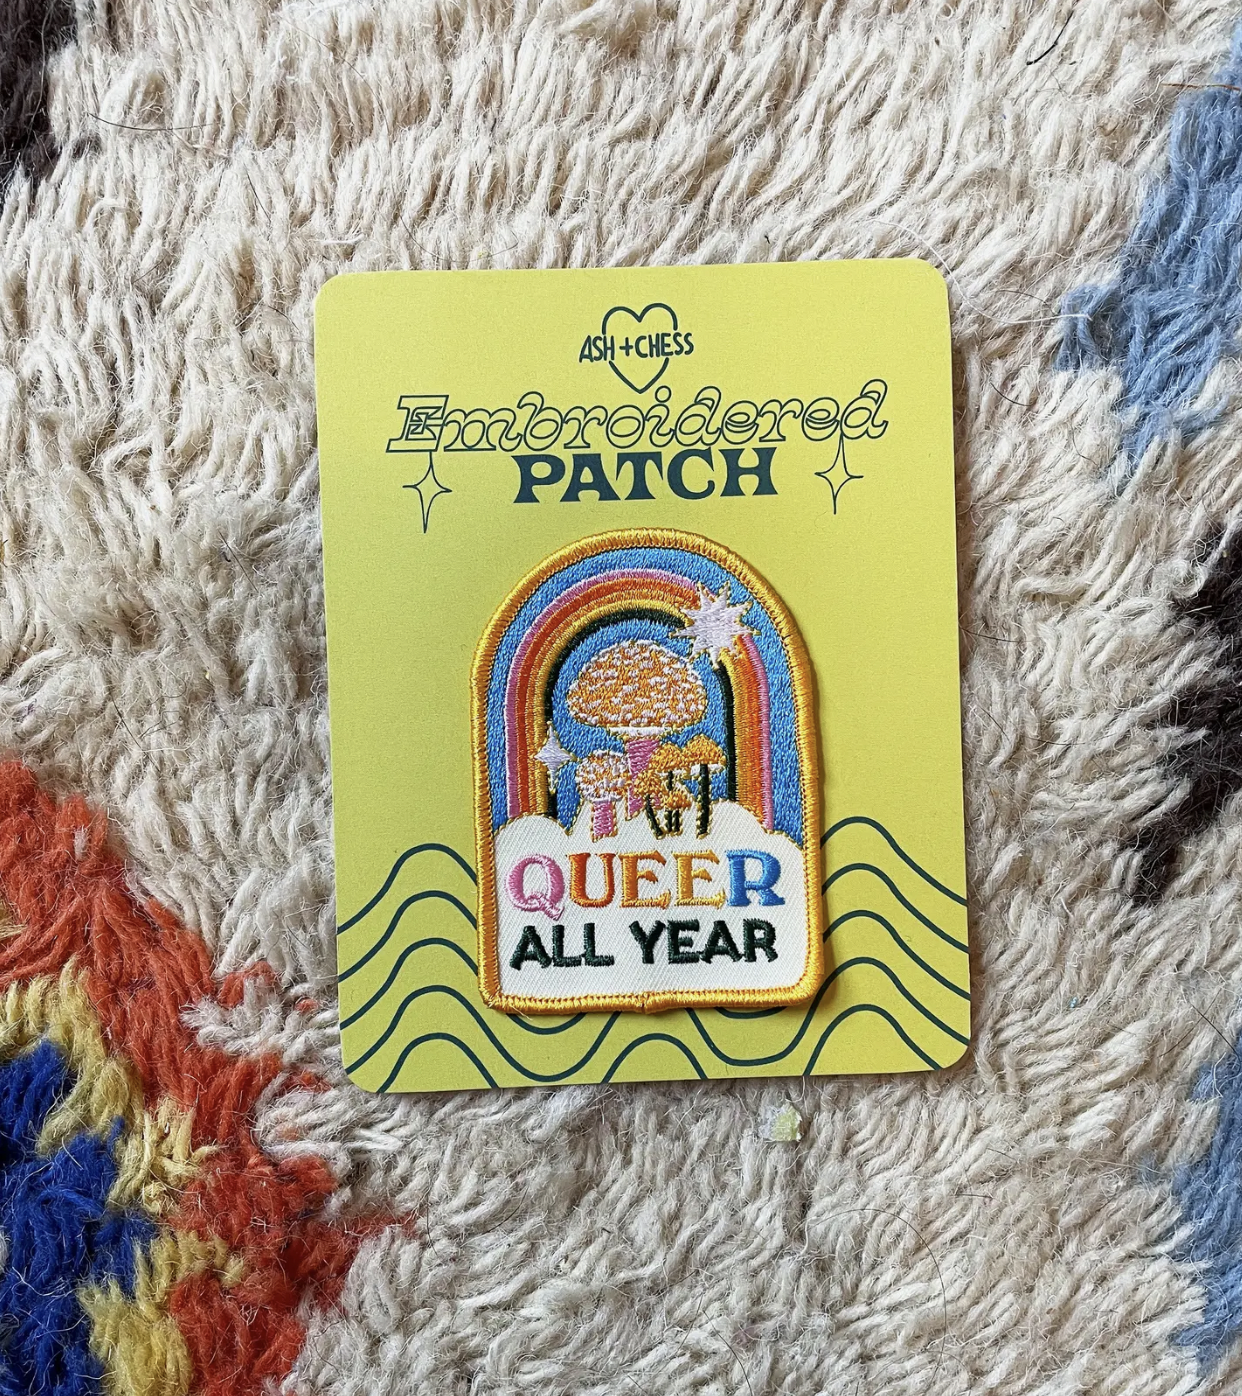 ASH + CHESS
Embroidered
PATCH
QUEER
ALL YEAR